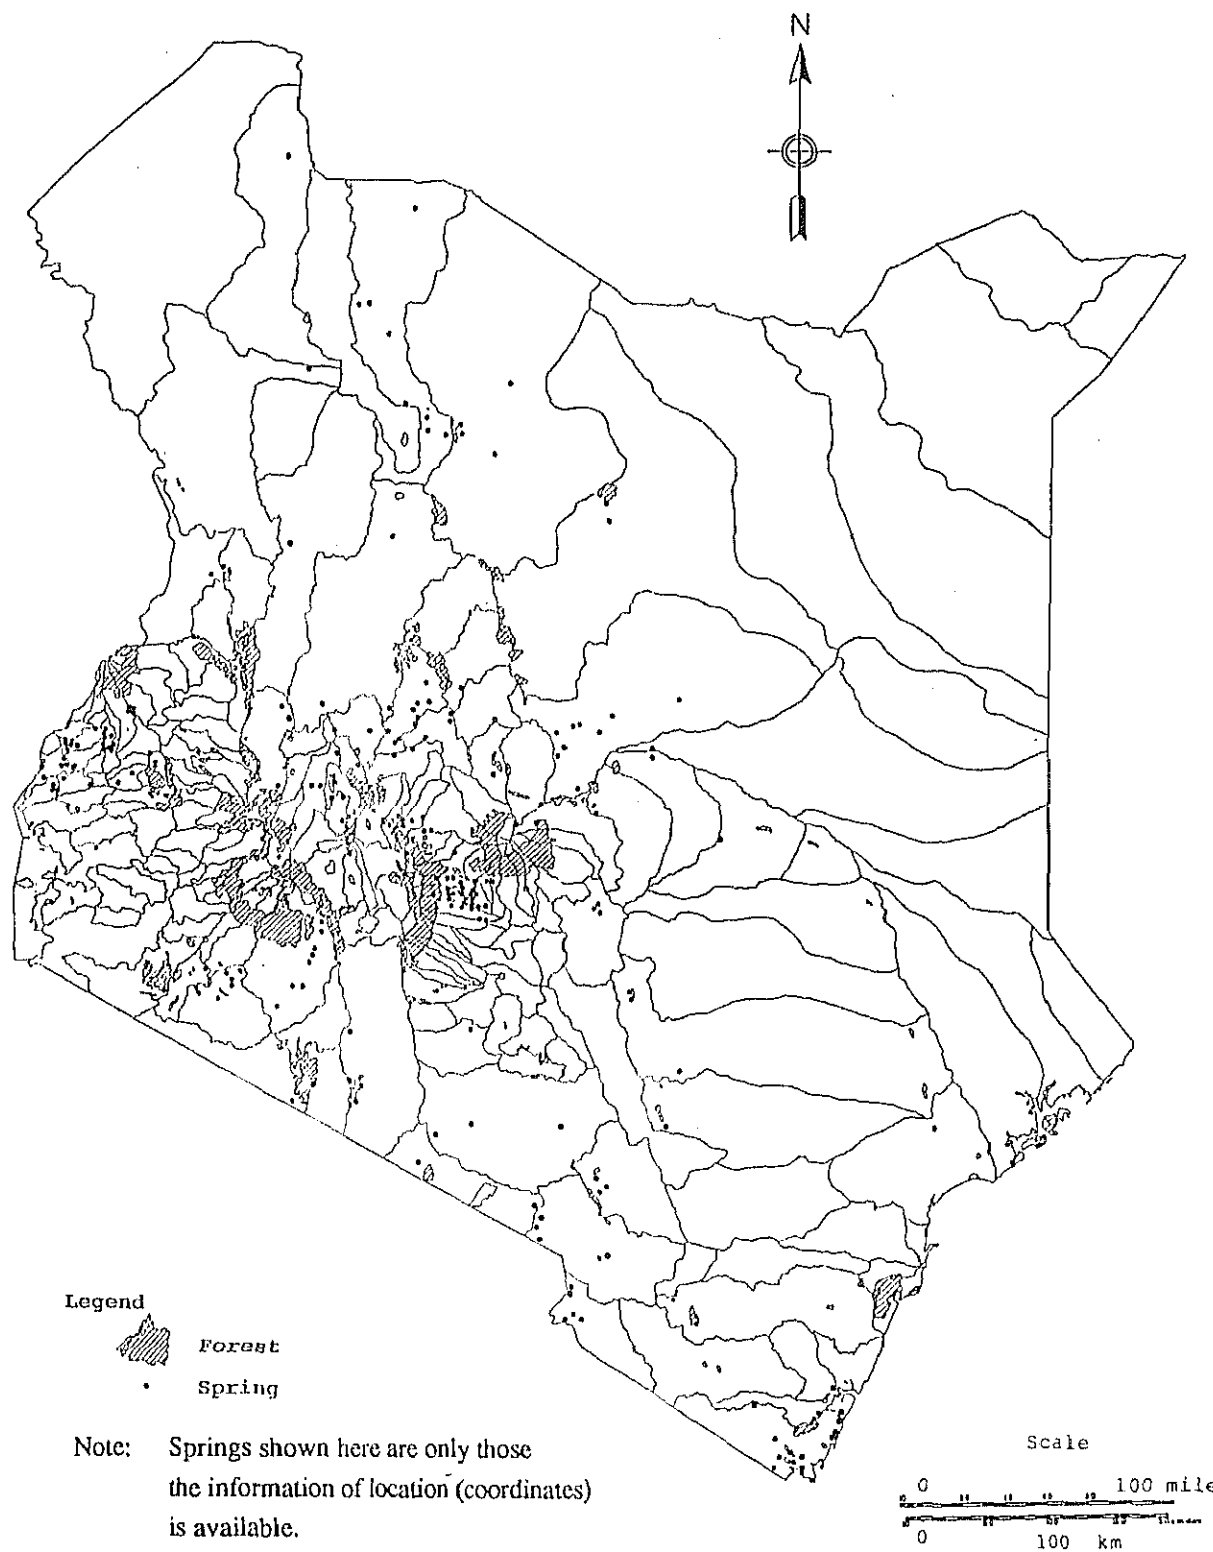 N
Legend
Forest
Spring
Note: Springs shown here are only those
the information of location (coordinates)
is available.
Scale
0 100 mile
0 100 km